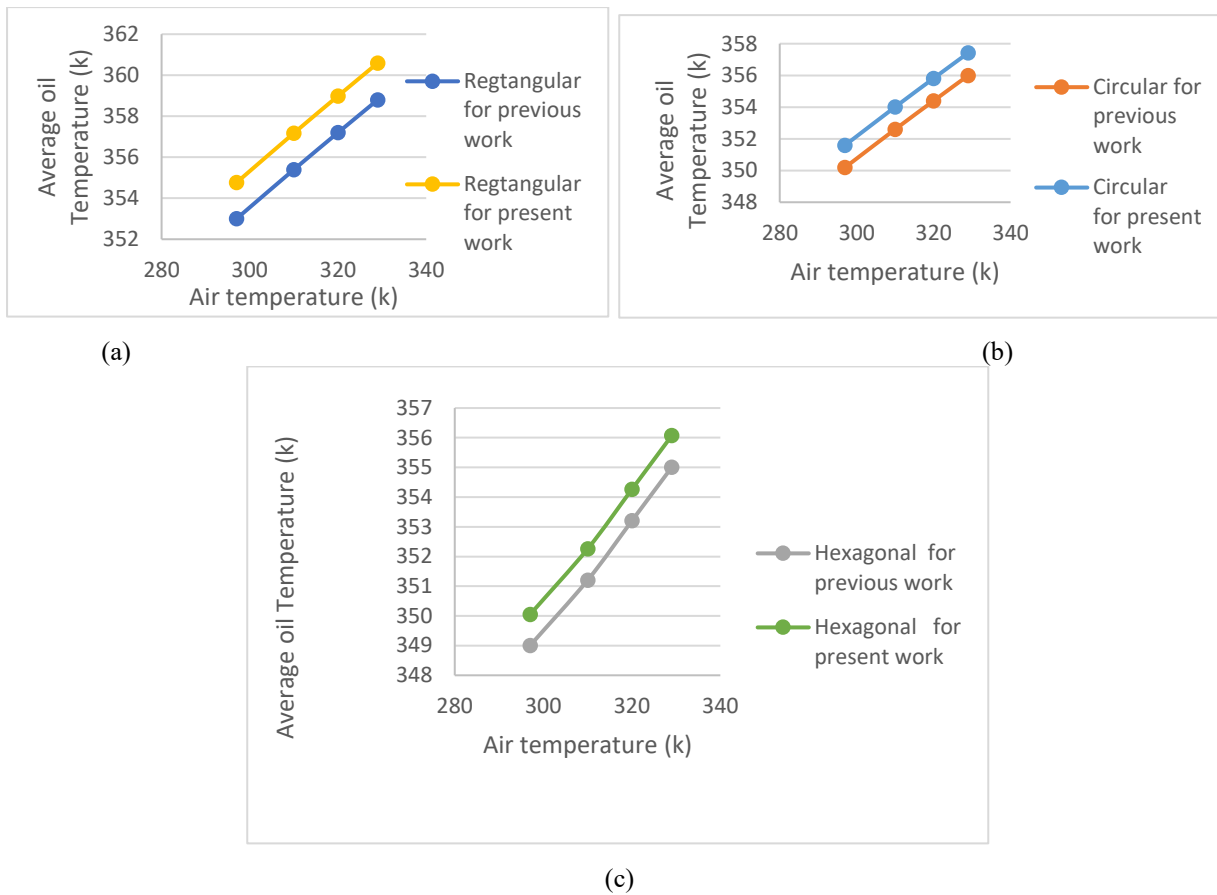 362
360
358
356
354
352
280
300
320
340
Average oil
Temperature (k)
Air temperature (k)
Regtangular
for previous
work
Regtangular
for present
work
(a)
358
356
354
352
350
348
280
300
320
340
Average oil
Temperature (k)
Air temperature (k)
Circular for
previous
work
Circular
for present
work
(b)
357
356
355
354
353
352
351
350
349
348
280
300
320
340
Average oil Temperature (k)
Air temperature (k)
Hexagonal for
previous work
Hexagonal for
present work
(c)